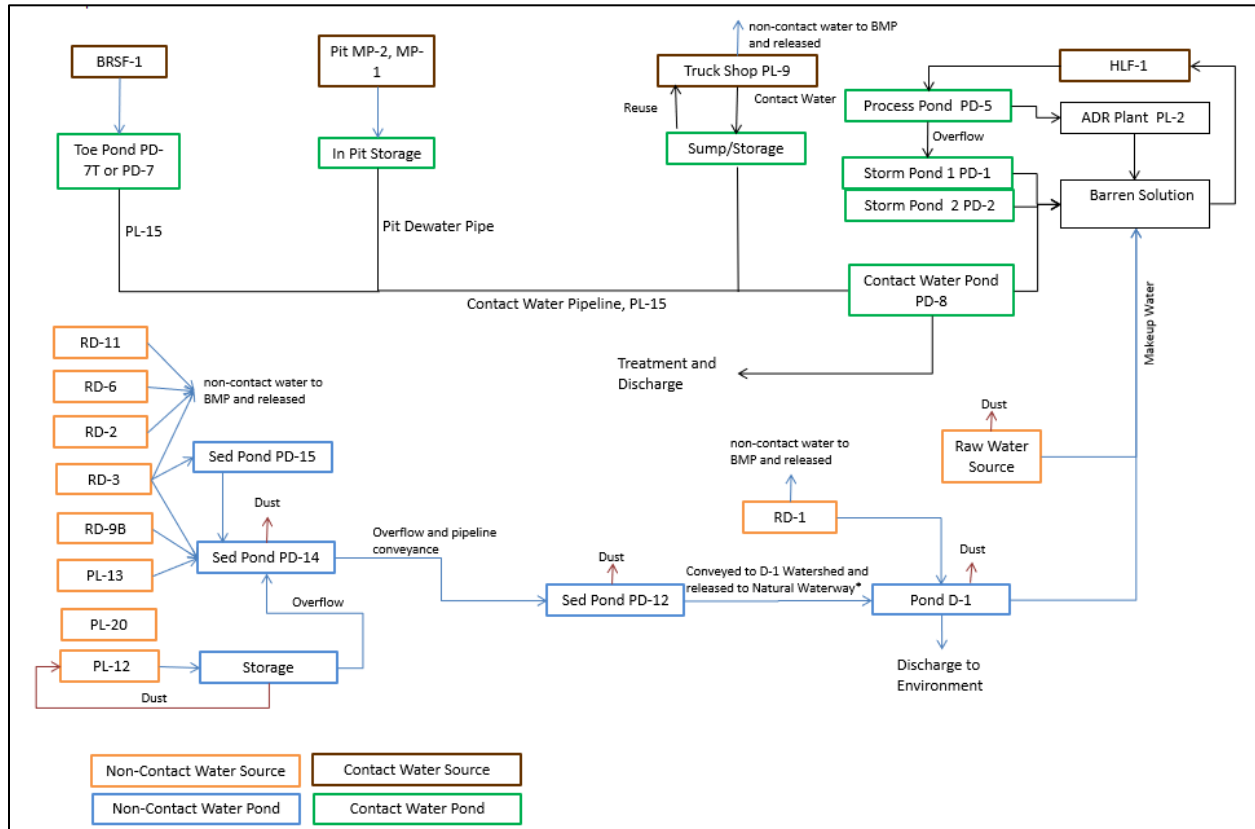 non-contact water to BMP
and released
BRSF-1
Pit MP-2, MP-
1
Truck Shop PL-9
HLF-1
Reuse
Contact Water
Process Pond PD-5
ADR Plant PL-2
Overflow
Toe Pond PD-
7T or PD-7
In Pit Storage
Sump/Storage
Storm Pond 1 PD-1
Storm Pond 2 PD-2
Barren Solution
PL-15
Pit Dewater Pipe
Contact Water Pond
PD-8
Contact Water Pipeline, PL-15
Makeup Water
Treatment and
Discharge
RD-11
RD-6
RD-2
RD-3
RD-9B
PL-13
PL-20
PL-12
non-contact water to
BMP and released
Sed Pond PD-15
Dust
Sed Pond PD-14
Overflow
Storage
Dust
Overflow and pipeline
conveyance
Dust
Sed Pond PD-12
Conveyed to D-1 Watershed and
released to Natural Waterway*
non-contact water to
BMP and released
RD-1
Dust
Raw Water
Source
Dust
Pond D-1
Discharge to
Environment
Non-Contact Water Source
Contact Water Source
Non-Contact Water Pond
Contact Water Pond